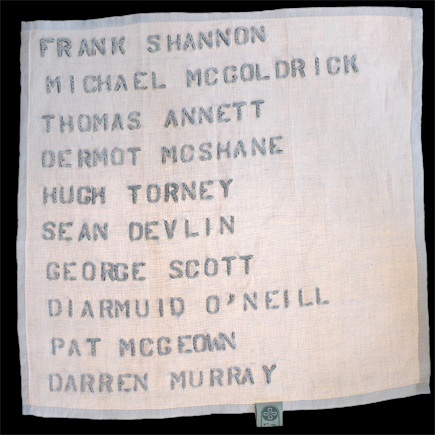 FRANK SHANNON
MICHAEL MCGOLDRICK
THOMAS ANNETT
DERMOT MCSHANE
HUGH TORNEY
SEAN DEVLIN
GEORGE SCOTT
DIARMUID O'NEILL
PAT MCGEOWN
DARREN MURRAY